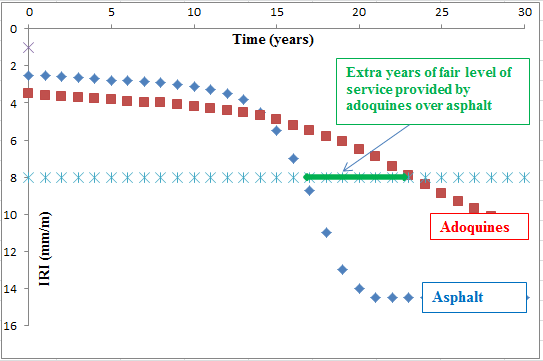 0 5 10 15 20 25 30
Time (years)
0
2
4
6
8
10
12
14
16
IRI (mm/m)
Extra years of fair level of
service provided by
adoquines over asphalt
Adoquines
Asphalt